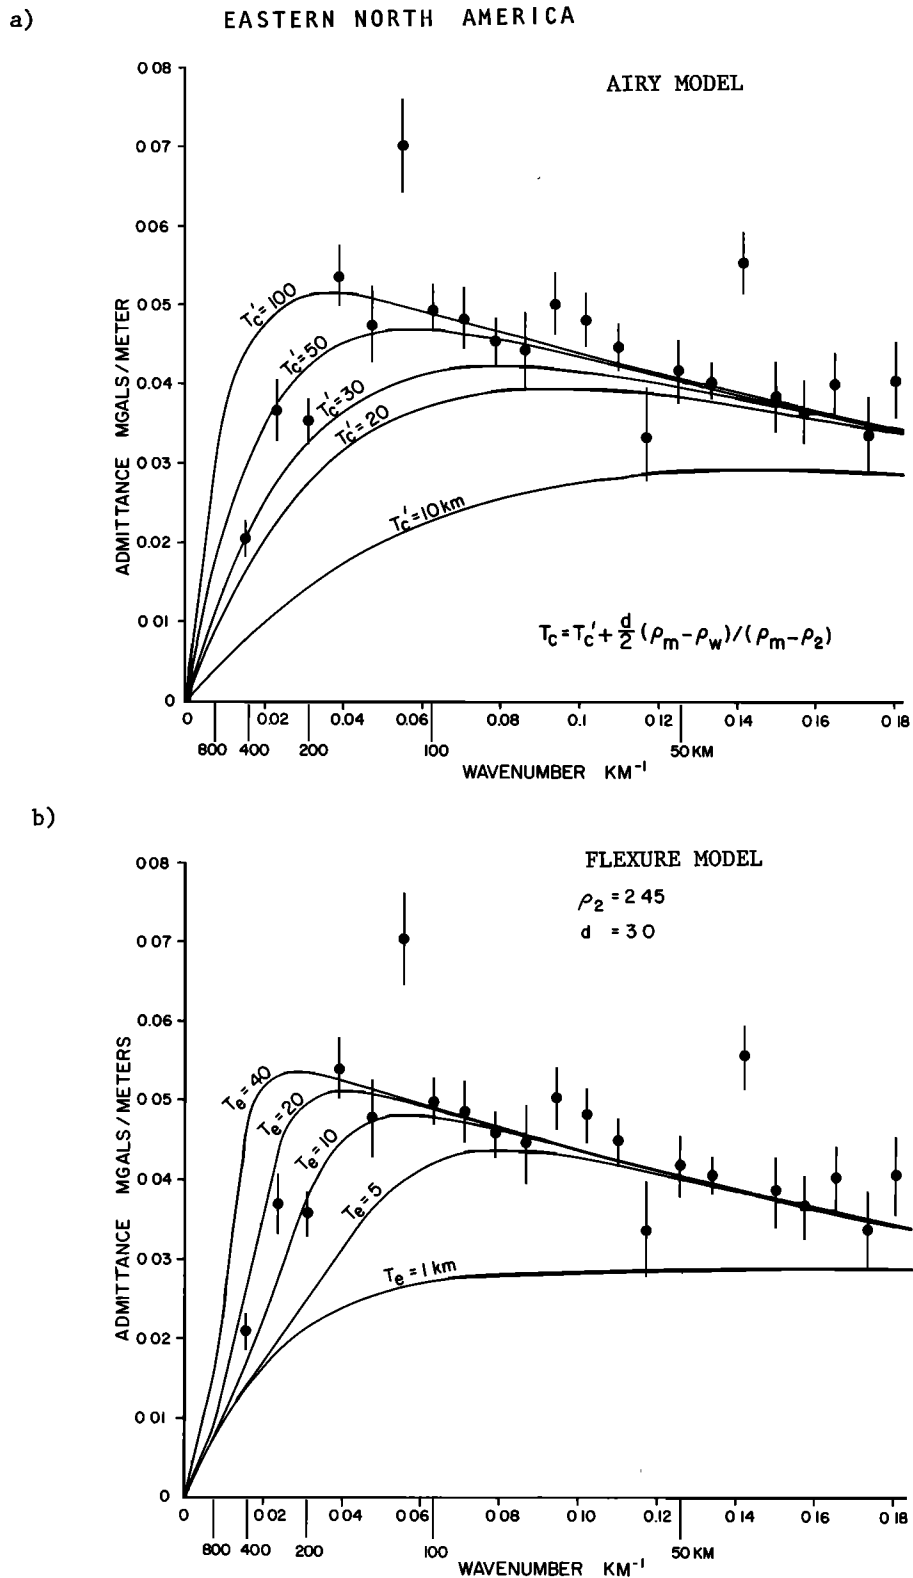 a)
EASTERN NORTH AMERICA
AIRY MODEL
0 08
0 07
0 06
0 05
0 04
0 03
0 02
0 01
0
ADMITTANCE MGALS/METER
T'c=100
T'c=50
T'c=30
T'c=20
T'c=10 km
Tc=Tc'+d/2(ρm-ρw)/(ρm-ρ2)
0 0 02 0 04 0 06 0 08 0 1 0 12 0 14 0 16 0 18
800 400 200 100 50 KM
WAVENUMBER KM-1
b)
FLEXURE MODEL
ρ2 = 2 45
d = 3 0
0 08
0 07
0 06
0 05
0 04
0 03
0 02
0 01
0
ADMITTANCE MGALS/METERS
Te=40
Te=20
Te=10
Te=5
Te=1 km
0 0 02 0 04 0 06 0 08 0 10 0 12 0 14 0 16 0 18
800 400 200 100 50 KM
WAVENUMBER KM-1